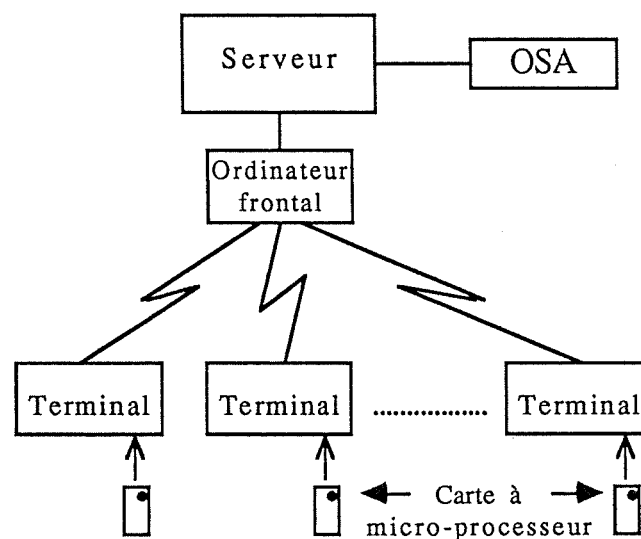 Serveur
OSA
Ordinateur
frontal
Terminal
Terminal
..................
Terminal
Carte à
micro-processeur